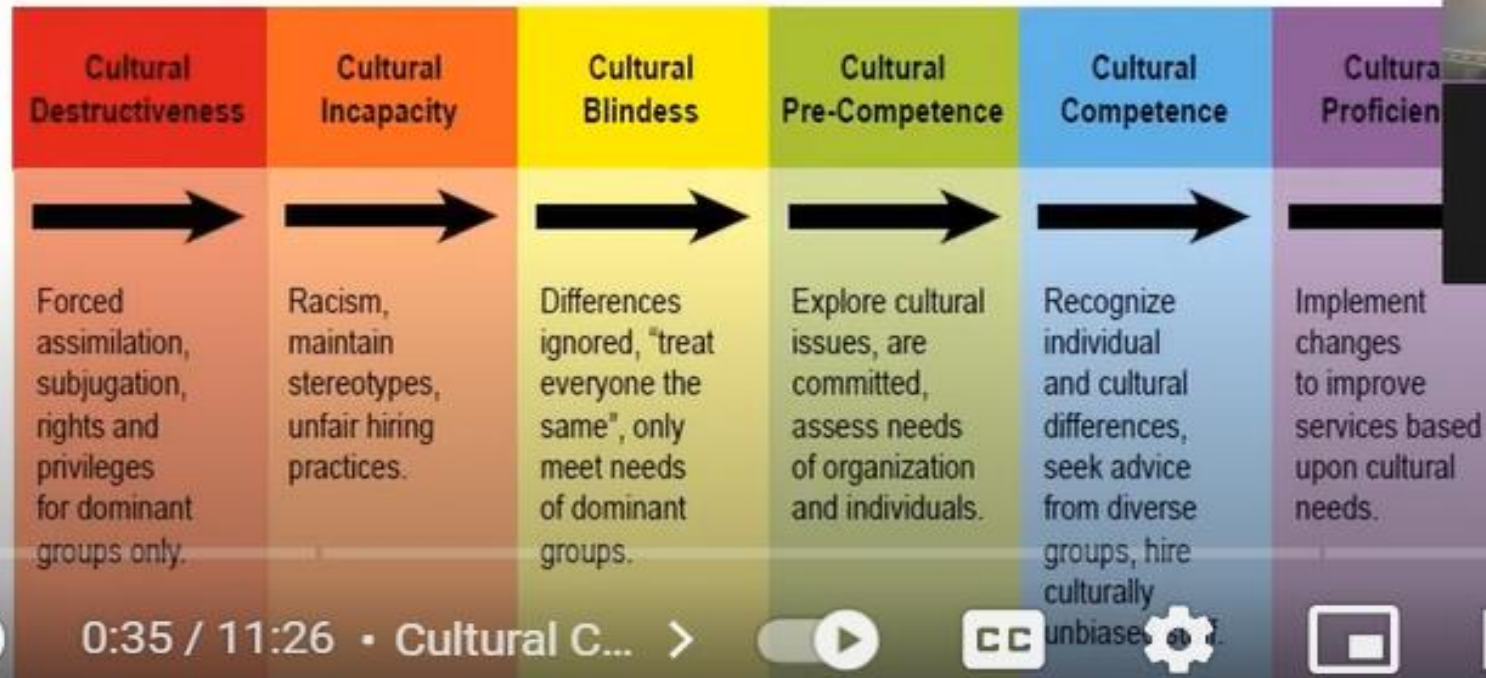 Cultural
Destructiveness
Cultural
Incapacity
Cultural
Blindess
Cultural
Pre-Competence
Cultural
Competence
Cultura
Proficien
Forced
assimilation,
subjugation,
rights and
privileges
for dominant
groups only.
Racism,
maintain
stereotypes,
unfair hiring
practices.
Differences
ignored, "treat
everyone the
same", only
meet needs
of dominant
groups.
Explore cultural
issues, are
committed,
assess needs
of organization
and individuals.
Recognize
individual
and cultural
differences,
seek advice
from diverse
groups, hire
culturally
unbiased
Implement
changes
to improve
services based
upon cultural
needs.
0:35 / 11:26 • Cultural C...
CC